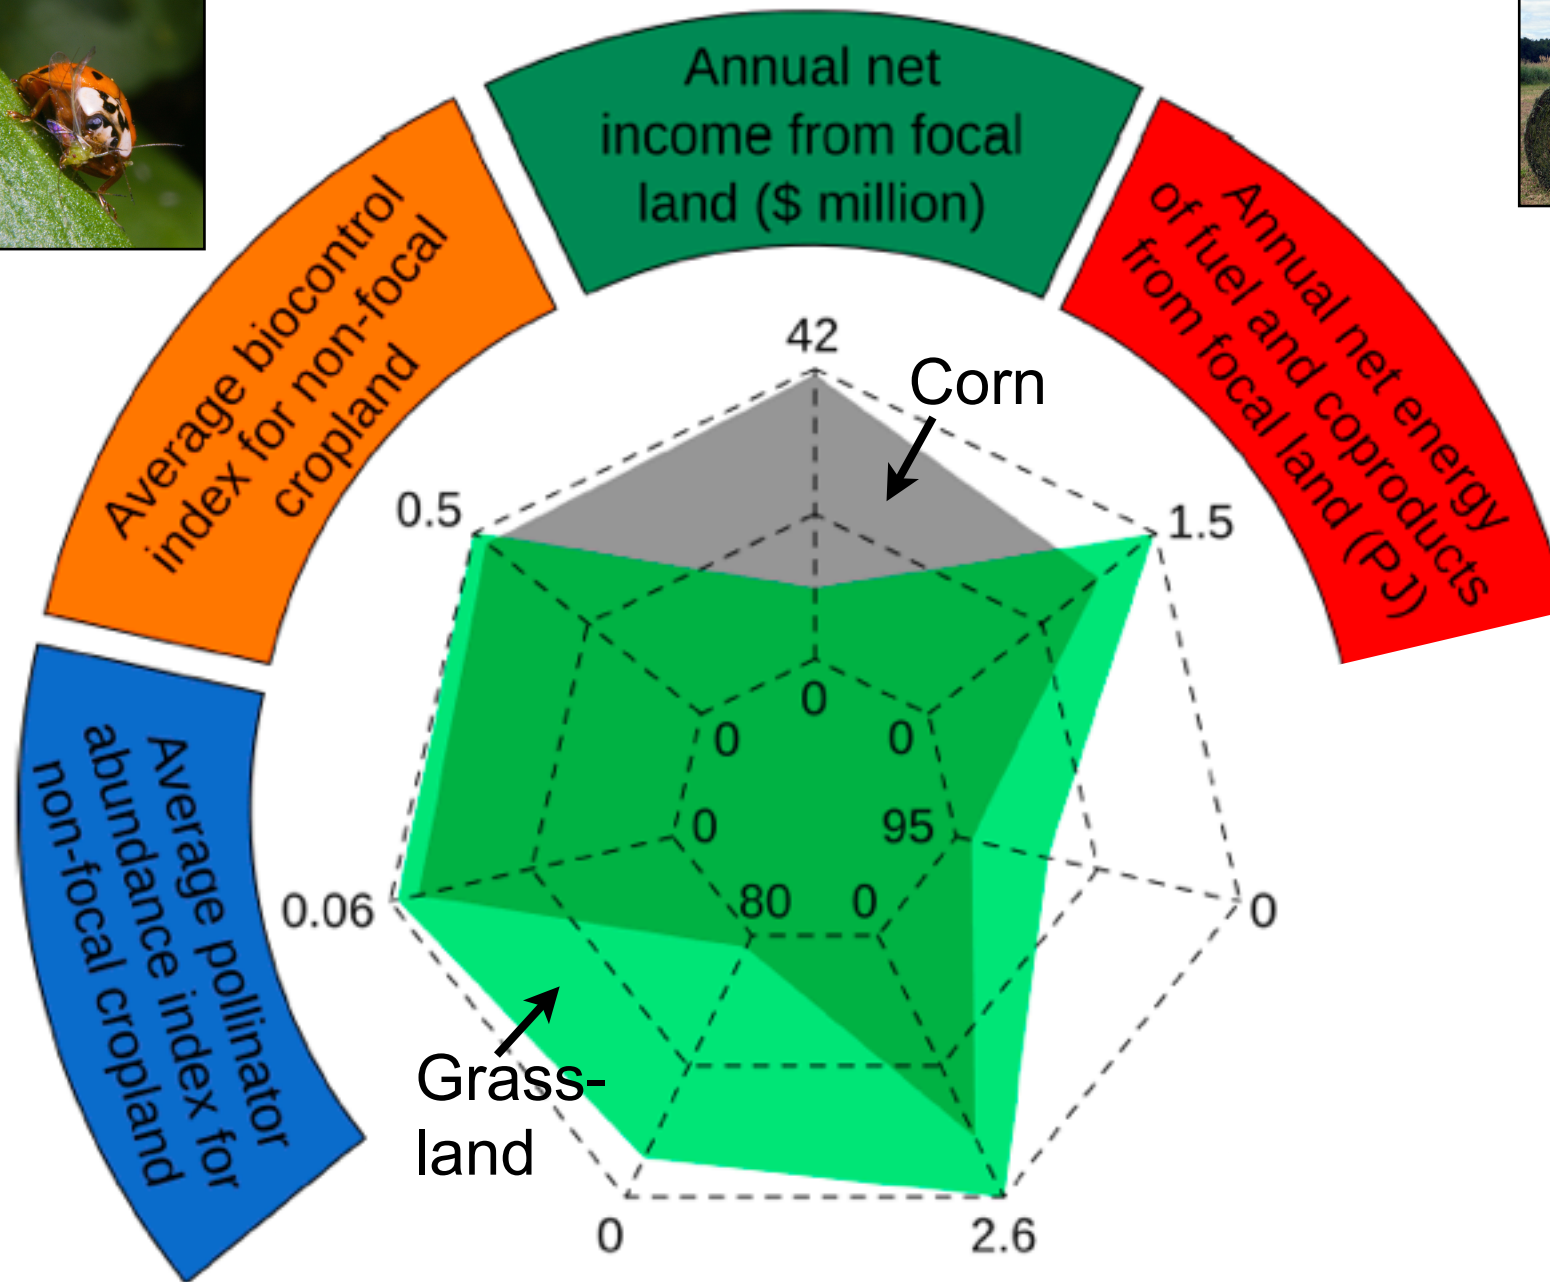 Annual net
income from focal
land ($ million)
Annual net energy
of fuel and coproducts
from focal land (PJ)
Average biocontrol
index for non-focal
cropland
Average pollinator
abundance index for
non-focal cropland
42
Corn
0.5
1.5
0
0
0
0
95
0.06
80
0
0
Grass-
land
0
2.6